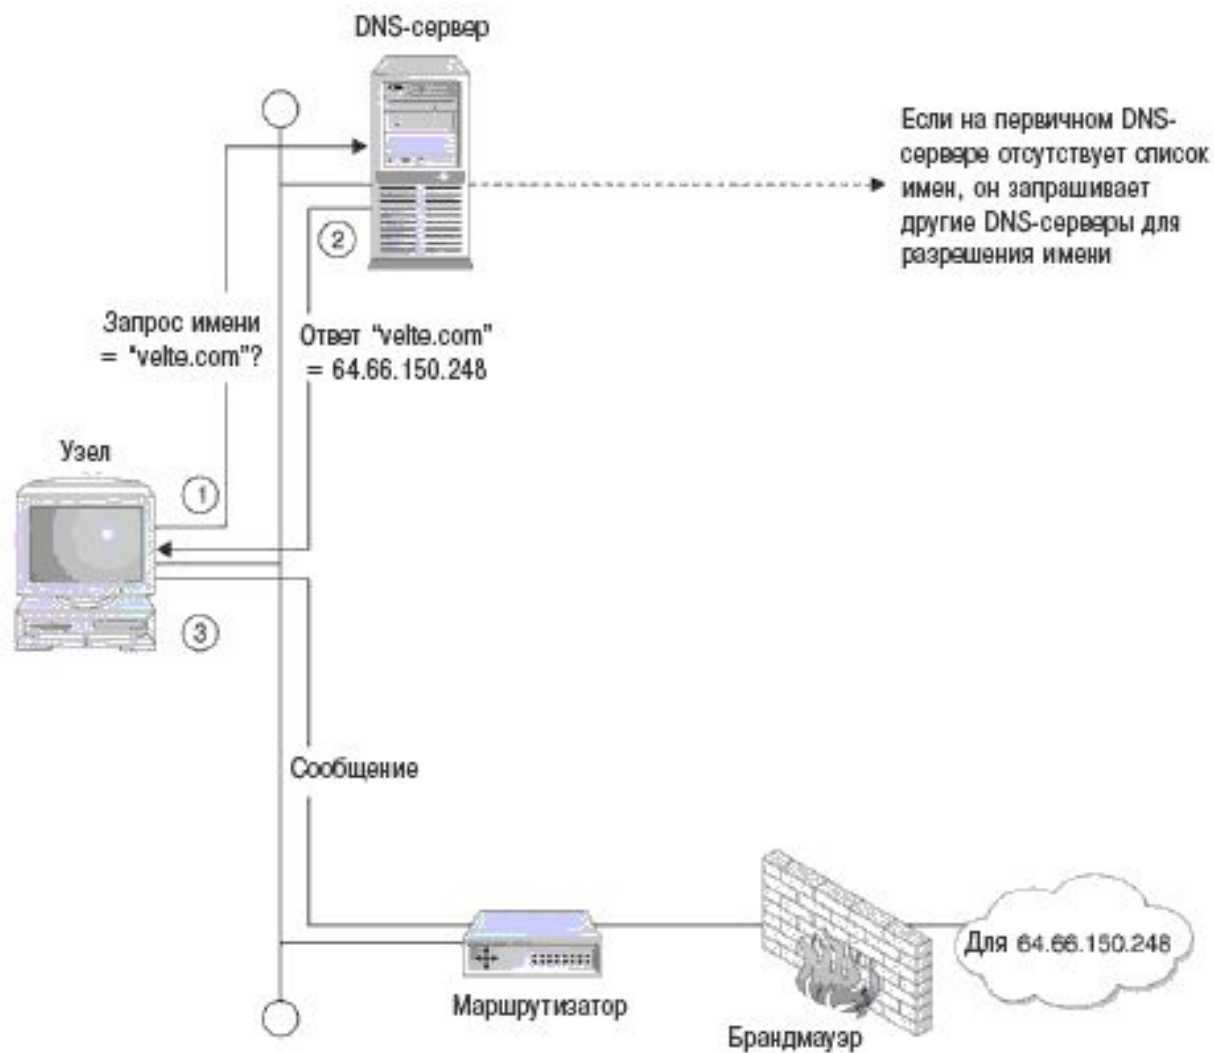 DNS-сервер
Если на первичном DNS-
сервере отсутствует список
имен, он запрашивает
другие DNS-серверы для
разрешения имени
2
Запрос имени
= “velte.com”?
Ответ “velte.com”
= 64.66.150.248
Узел
1
3
Сообщение
Для 64.66.150.248
Маршрутизатор
Брандмауэр